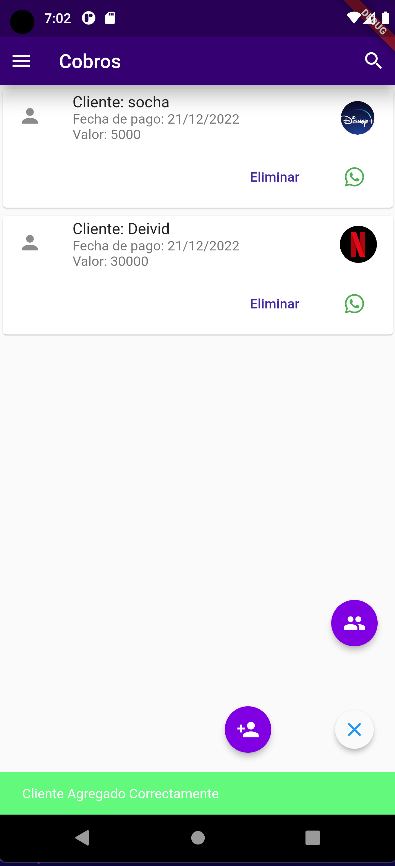 7:02
DEBUG
Cobros
Cliente: socha
Fecha de pago: 21/12/2022
Valor: 5000
Disney+
Eliminar
Cliente: Deivid
Fecha de pago: 21/12/2022
Valor: 30000
N
Eliminar
Cliente Agregado Correctamente